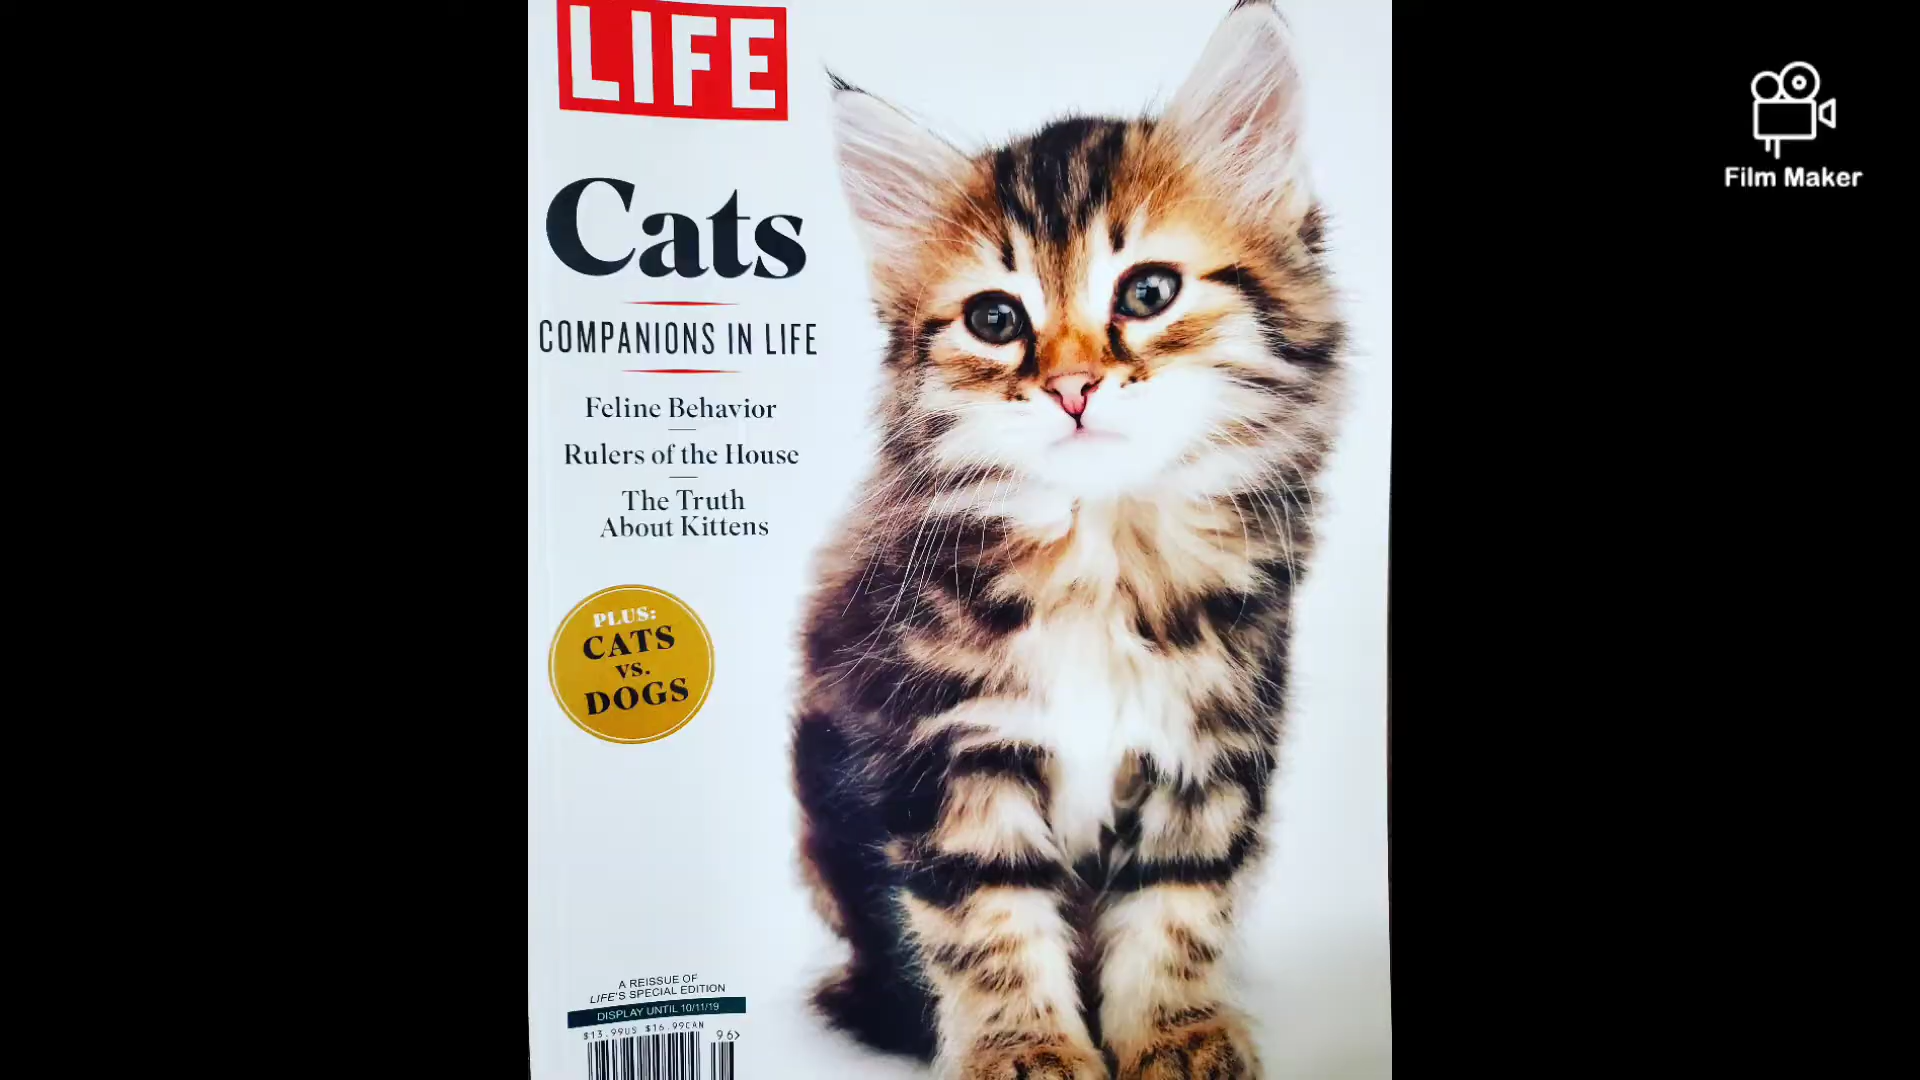 LIFE
Cats
COMPANIONS IN LIFE
Feline Behavior
Rulers of the House
The Truth
About Kittens
PLUS:
CATS
VS.
DOGS
A REISSUE OF
LIFE'S SPECIAL EDITION
DISPLAY UNTIL 10/11/19
$13.99US $16.99CAN
96>
Film Maker